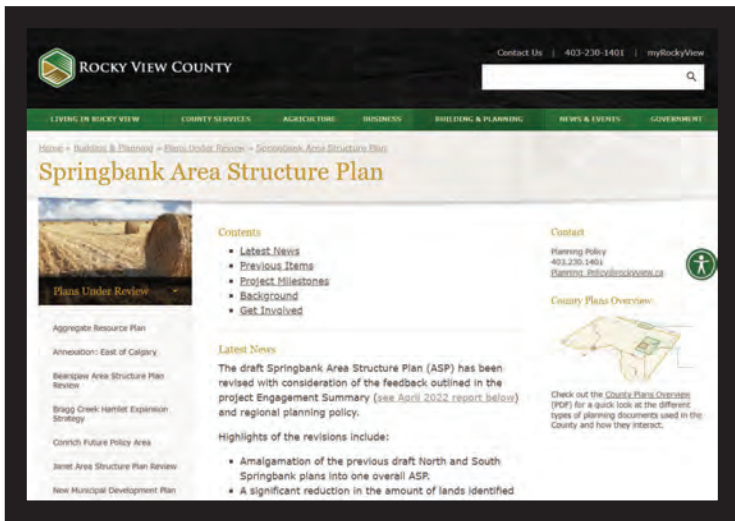 Contact Us | 403-230-1401 | myRockyView
ROCKY VIEW COUNTY
LIVING IN ROCKY VIEW COUNTY SERVICES AGRICULTURE BUSINESS BUILDING & PLANNING NEWS & EVENTS GOVERNMENT
Home » Building & Planning » Plans Under Review » Springbank Area Structure Plan
Springbank Area Structure Plan
Plans Under Review
Aggregate Resource Plan
Annexation: East of Calgary
Bearspaw Area Structure Plan
Review
Bragg Creek Hamlet Expansion
Strategy
Conrich Future Policy Area
Janet Area Structure Plan Review
New Municipal Development Plan
Contents
▪ Latest News
▪ Previous Items
▪ Project Milestones
▪ Background
▪ Get Involved
Latest News
The draft Springbank Area Structure Plan (ASP) has been
revised with consideration of the feedback outlined in the
project Engagement Summary (see April 2022 report below)
and regional planning policy.
Highlights of the revisions include:
▪ Amalgamation of the previous draft North and South
Springbank plans into one overall ASP.
▪ A significant reduction in the amount of lands identified
Contact
Planning Policy
403.230.1401
Planning_Policy@rockyview.ca
County Plans Overview
Check out the County Plans Overview
(PDF) for a quick look at the different
types of planning documents used in the
County and how they interact.